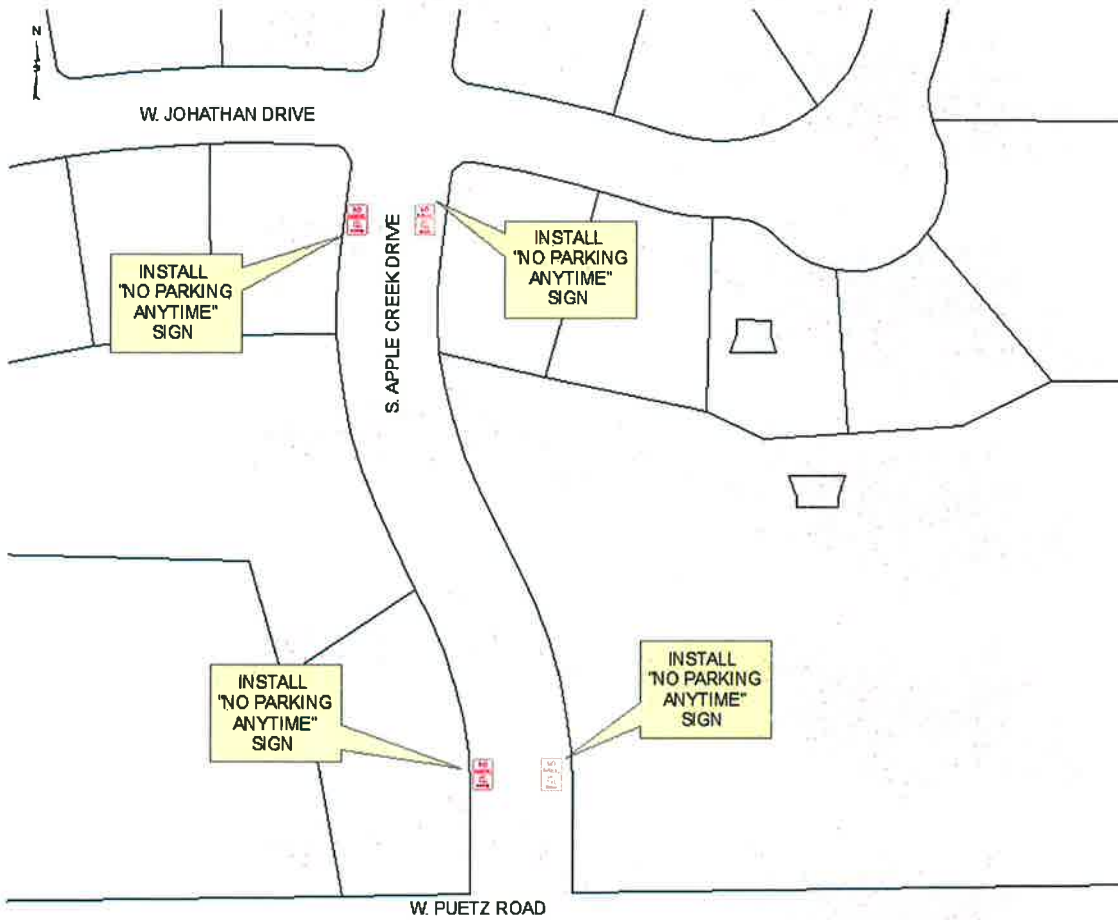 N
W. JOHATHAN DRIVE
S. APPLE CREEK DRIVE
INSTALL
"NO PARKING
ANYTIME"
SIGN
INSTALL
"NO PARKING
ANYTIME"
SIGN
INSTALL
"NO PARKING
ANYTIME"
SIGN
INSTALL
"NO PARKING
ANYTIME"
SIGN
W. PUETZ ROAD